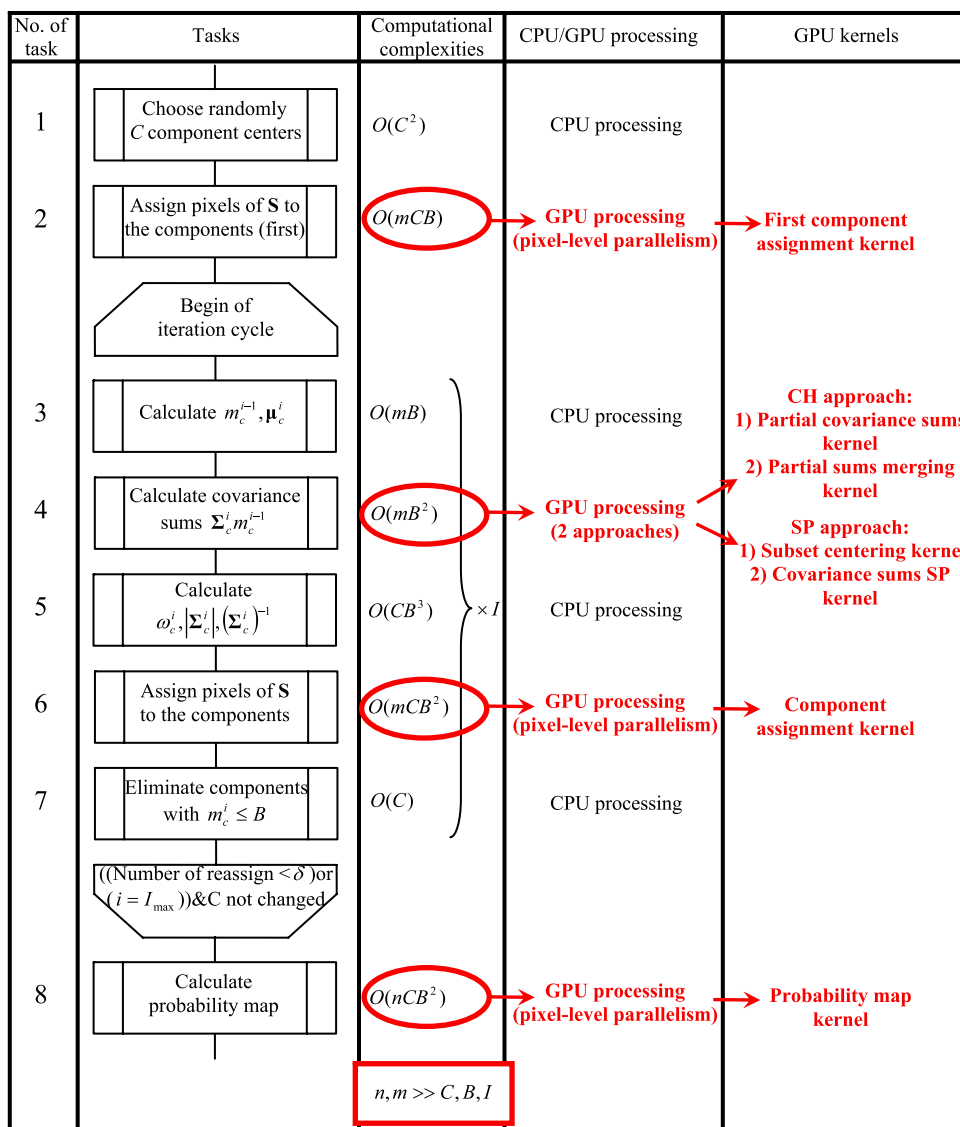 No. of task
Tasks
Computational complexities
CPU/GPU processing
GPU kernels
1
Choose randomly
C component centers
O(C²)
CPU processing
2
Assign pixels of S to
the components (first)
O(mCB)
GPU processing
(pixel-level parallelism)
First component
assignment kernel
Begin of
iteration cycle
3
Calculate m_c^{i-1}, μ_c^i
O(mB)
CPU processing
4
Calculate covariance
sums Σ_c^i m_c^{i-1}
O(mB²)
GPU processing
(2 approaches)
CH approach:
1) Partial covariance sums
kernel
2) Partial sums merging
kernel
SP approach:
1) Subset centering kerne
2) Covariance sums SP
kernel
5
Calculate
ω_c^i, |Σ_c^i|, (Σ_c^i)^{-1}
O(CB³)
× I
CPU processing
6
Assign pixels of S
to the components
O(mCB²)
GPU processing
(pixel-level parallelism)
Component
assignment kernel
7
Eliminate components
with m_c^i ≤ B
O(C)
CPU processing
((Number of reassign < δ)or
(i = I_max))&C not changed
8
Calculate
probability map
O(nCB²)
GPU processing
(pixel-level parallelism)
Probability map
kernel
n, m >> C, B, I